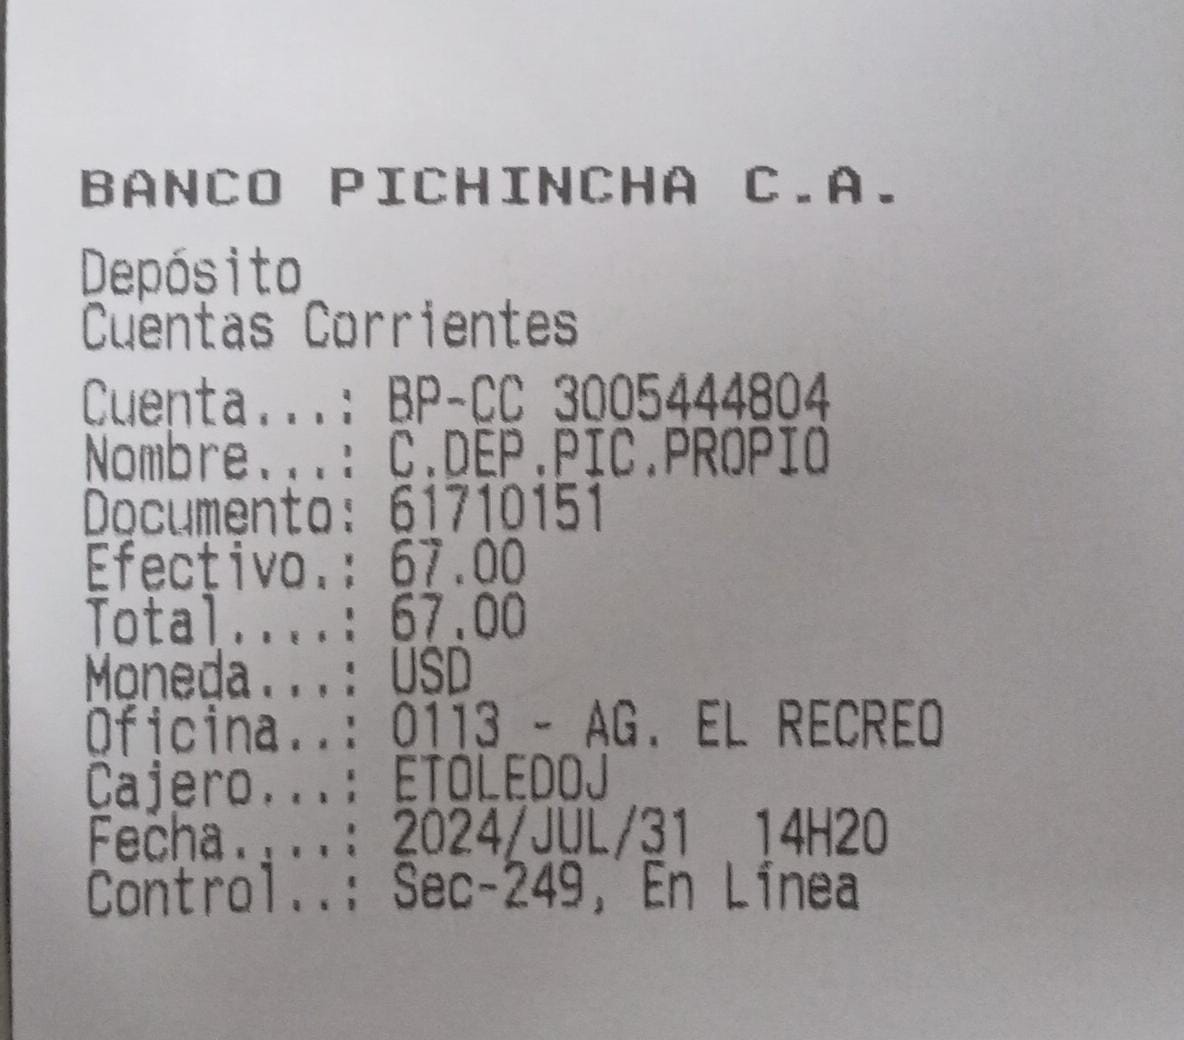 BANCO PICHINCHA C.A.
Depósito
Cuentas Corrientes
Cuenta...: BP-CC 3005444804
Nombre...: C.DEP.PIC.PROPIO
Documento: 61710151
Efectivo.: 67.00
Total....: 67.00
Moneda...: USD
Oficina..: 0113 - AG. EL RECREO
Cajero...: ETOLEDOJ
Fecha....: 2024/JUL/31  14H20
Control..: Sec-249, En Línea